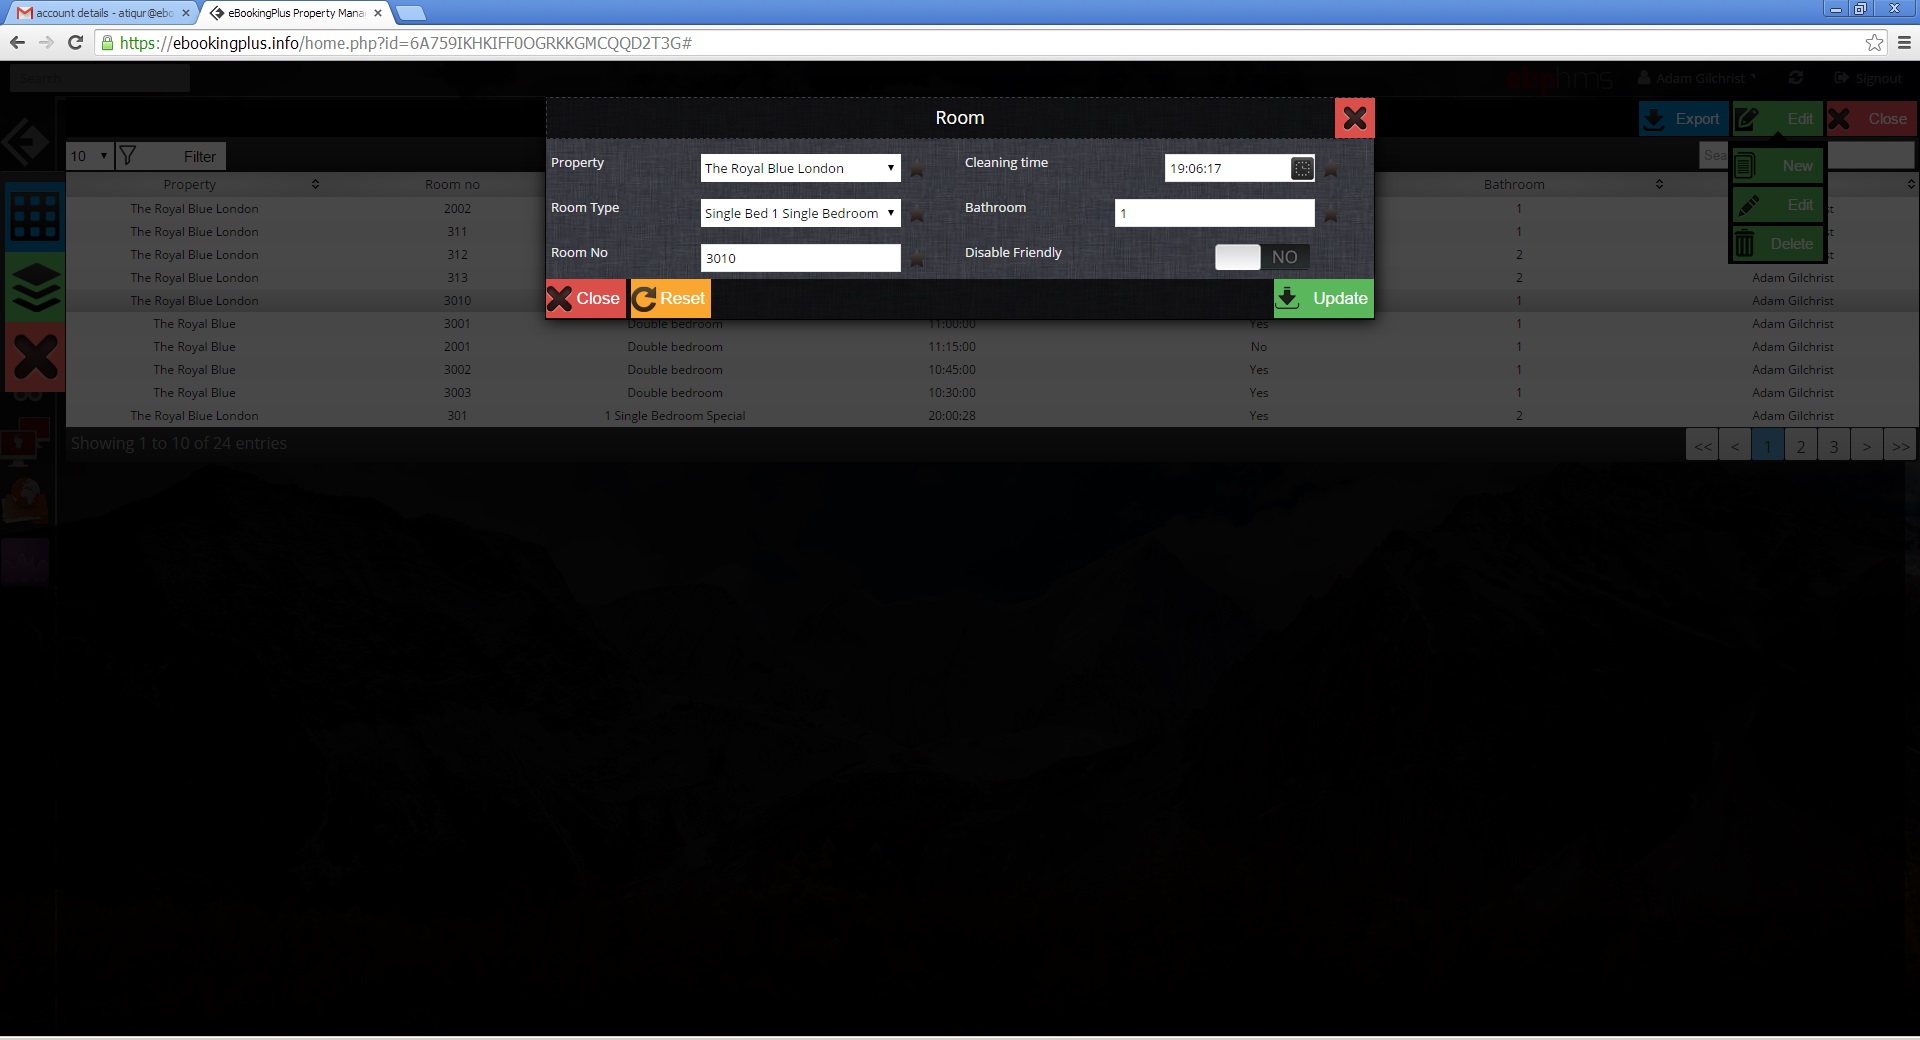 account details - atiqur@ebo
eBookingPlus Property Mana
https://ebookingplus.info/home.php?id=6A759IKHKIFF0OGRKKGMCQQD2T3G#
Search
ebphms
Adam Gilchrist
Signout
Room
Export
Edit
Close
10
Filter
Property
The Royal Blue London
Cleaning time
19:06:17
Sea
New
Property
Room no
Bathroom
Room Type
Single Bed 1 Single Bedroom
Bathroom
1
Edit
The Royal Blue London 2002 1 st
The Royal Blue London 311 1
Room No
3010
Disable Friendly
NO
Delete
The Royal Blue London 312 2
The Royal Blue London 313 2 Adam Gilchrist
The Royal Blue London 3010 1 Adam Gilchrist
Close
Reset
Update
The Royal Blue 3001 Double bedroom 11:00:00 Yes 1 Adam Gilchrist
The Royal Blue 2001 Double bedroom 11:15:00 No 1 Adam Gilchrist
The Royal Blue 3002 Double bedroom 10:45:00 Yes 1 Adam Gilchrist
The Royal Blue 3003 Double bedroom 10:30:00 Yes 1 Adam Gilchrist
The Royal Blue London 301 1 Single Bedroom Special 20:00:28 Yes 2 Adam Gilchrist
Showing 1 to 10 of 24 entries
<< < 1 2 3 > >>